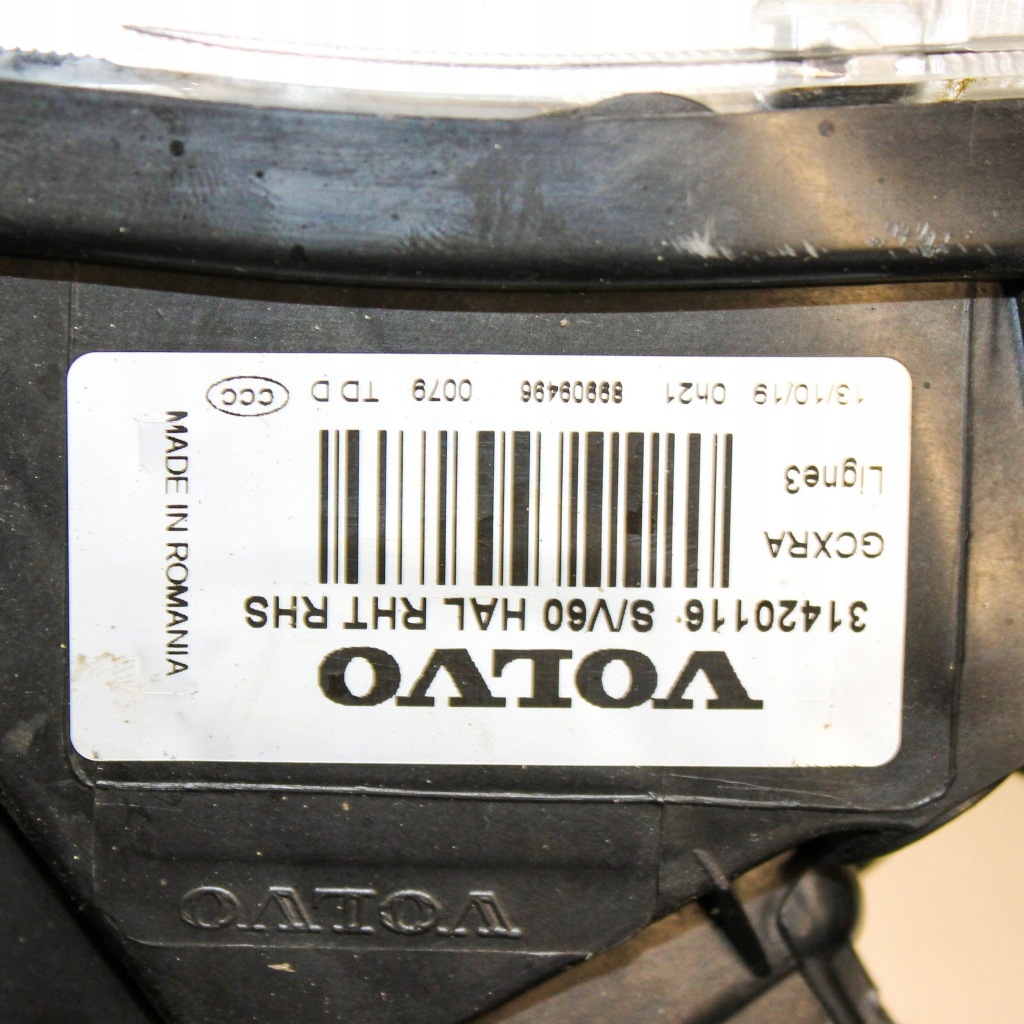 VOLVO
VOLVO
31420116 S/V60 HAL RHT RHS
GCXRA
Ligne3
13/10/19 0h21 0079 TD D CCC
MADE IN ROMANIA